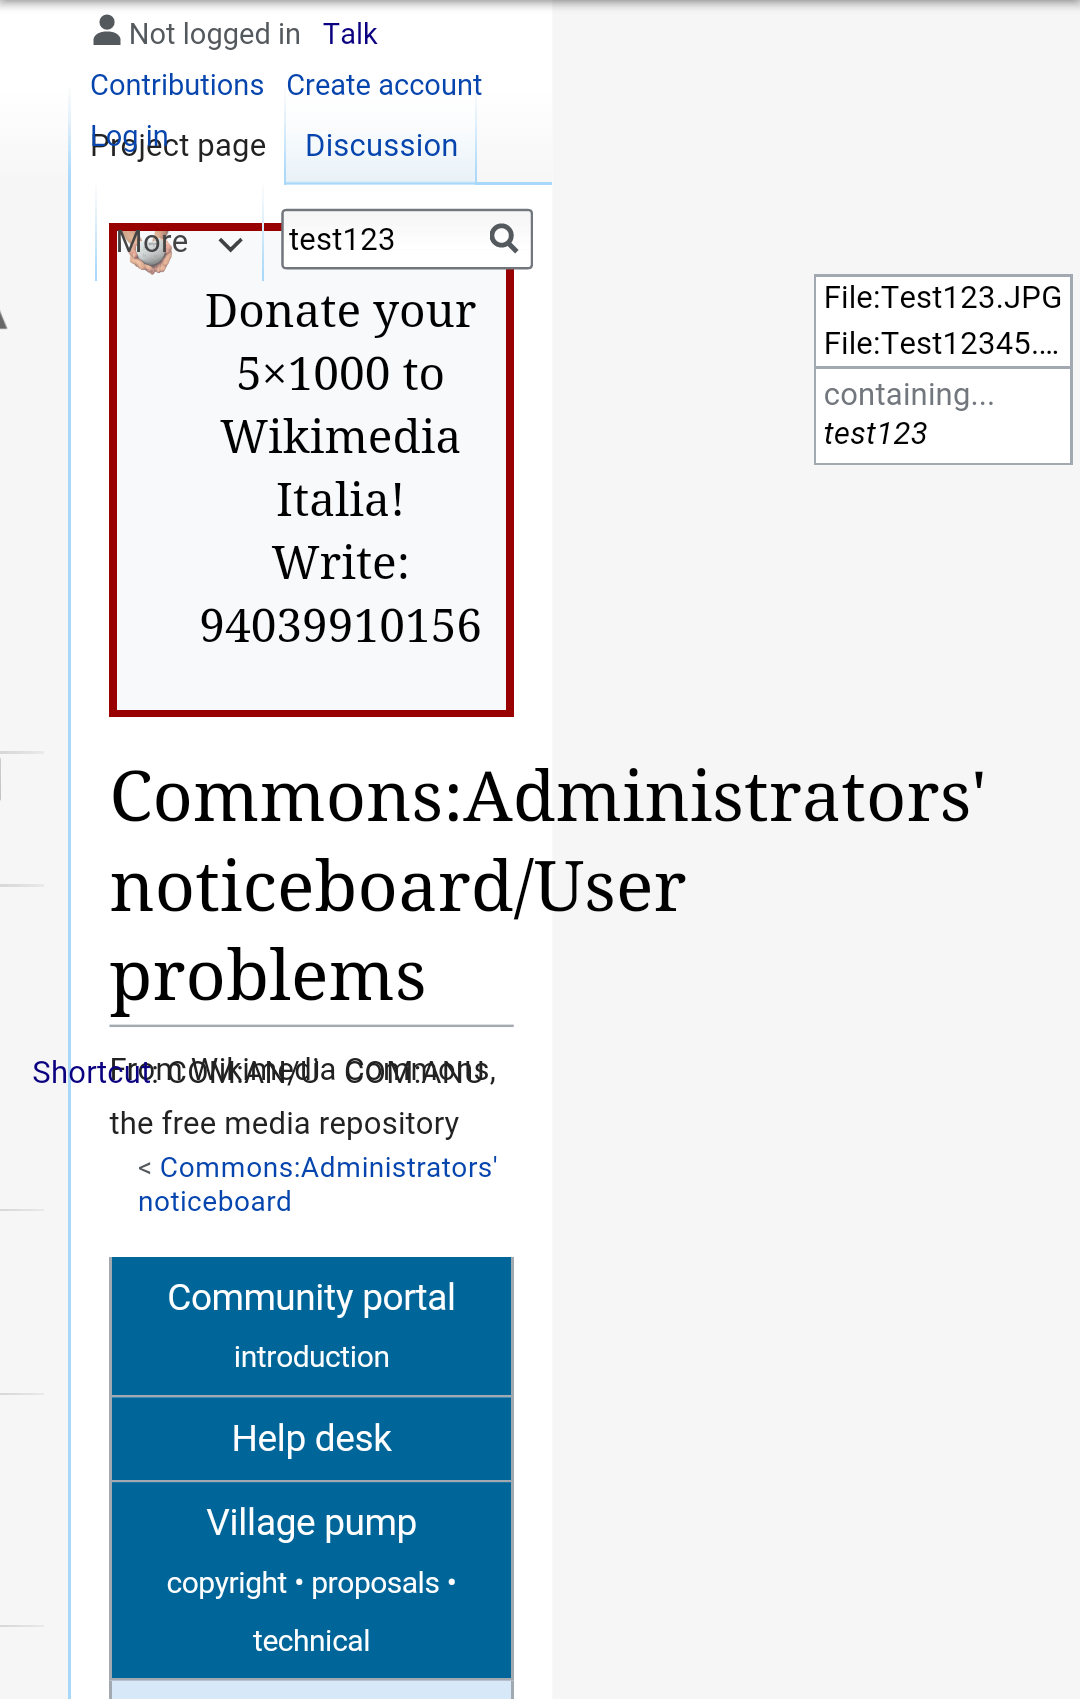 Not logged in Talk
Contributions Create account
Log in
Project page Discussion
More test123
Donate your
5×1000 to
Wikimedia
Italia!
Write:
94039910156
File:Test123.JPG
File:Test12345....
containing...
test123
Commons:Administrators'
noticeboard/User
problems
Shortcut: COM:AN/U COM:ANU
From Wikimedia Commons,
the free media repository
< Commons:Administrators'
noticeboard
Community portal
introduction
Help desk
Village pump
copyright • proposals •
technical